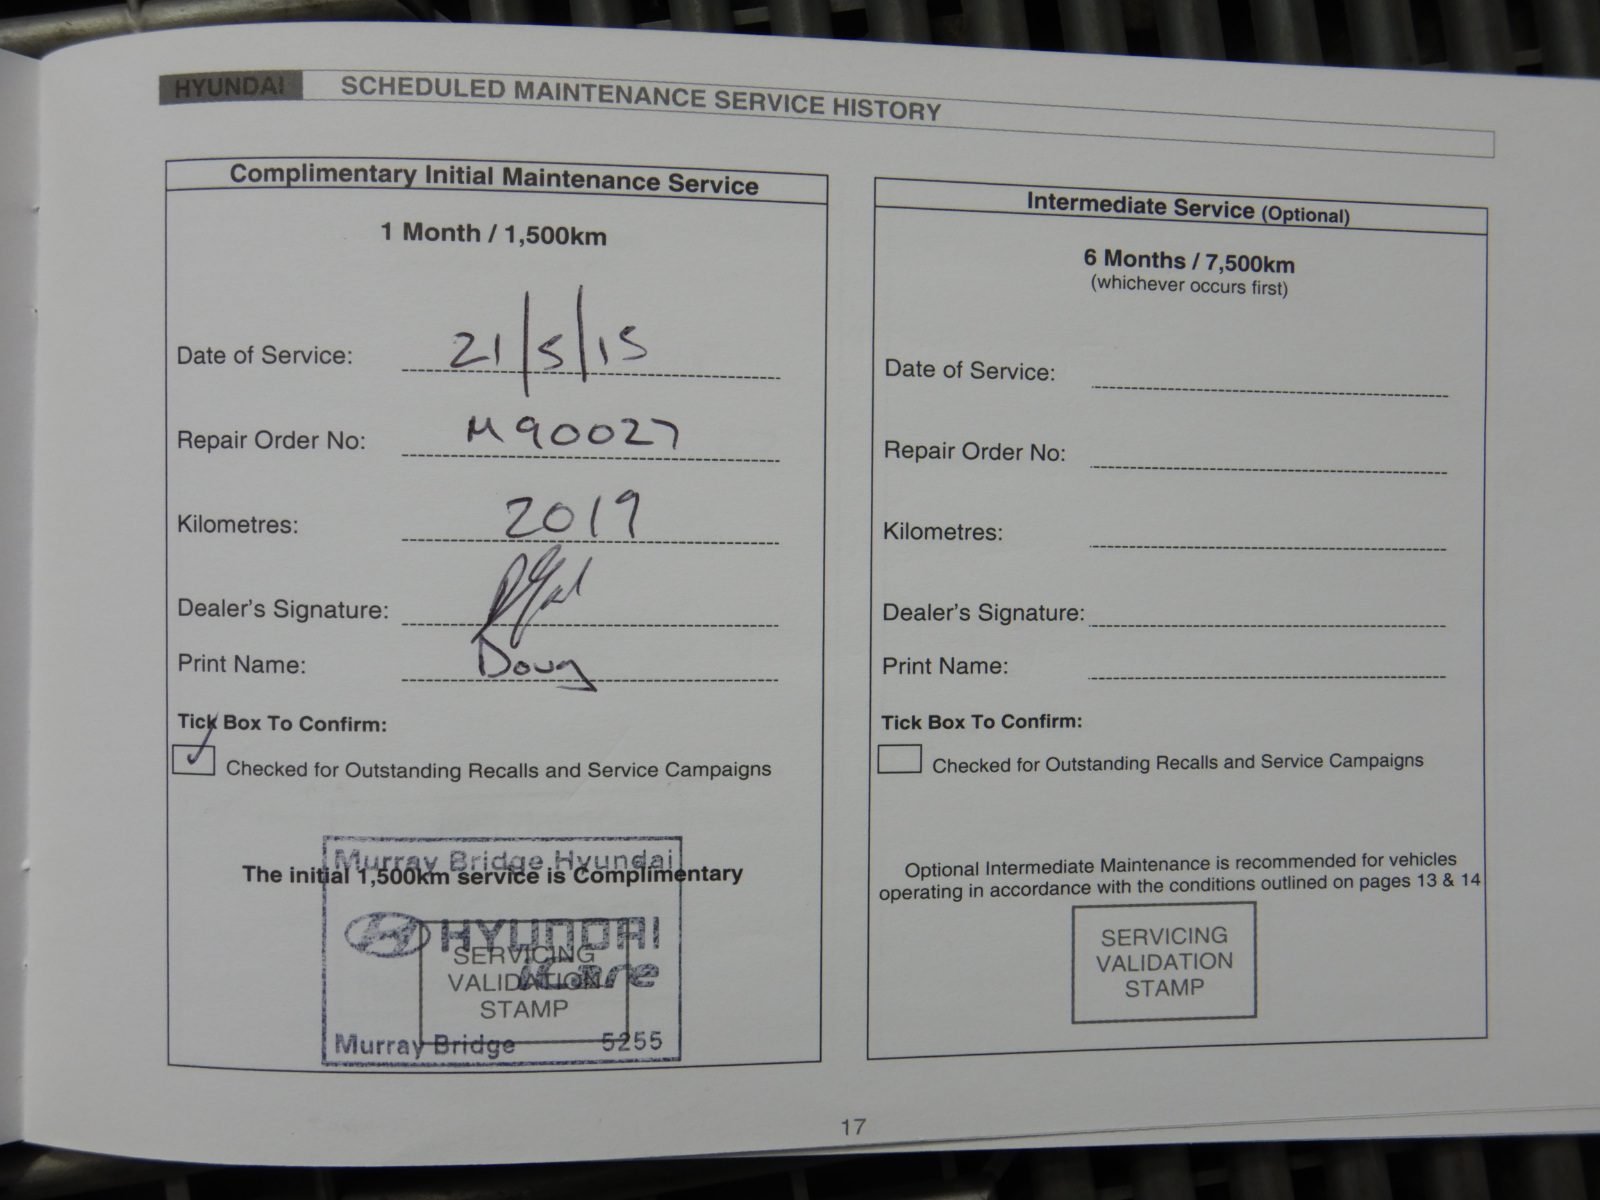 HYUNDAI SCHEDULED MAINTENANCE SERVICE HISTORY
Complimentary Initial Maintenance Service
1 Month / 1,500km
Date of Service: 21/5/15
Repair Order No: M90027
Kilometres: 2019
Dealer's Signature:
Print Name: Doug
Tick Box To Confirm:
Checked for Outstanding Recalls and Service Campaigns
Murray Bridge Hyundai
The initial 1,500km service is Complimentary
HYUNDAI
iCare
SERVICING
VALIDATION
STAMP
Murray Bridge 5255
Intermediate Service (Optional)
6 Months / 7,500km
(whichever occurs first)
Date of Service:
Repair Order No:
Kilometres:
Dealer's Signature:
Print Name:
Tick Box To Confirm:
Checked for Outstanding Recalls and Service Campaigns
Optional Intermediate Maintenance is recommended for vehicles
operating in accordance with the conditions outlined on pages 13 & 14
SERVICING
VALIDATION
STAMP
17